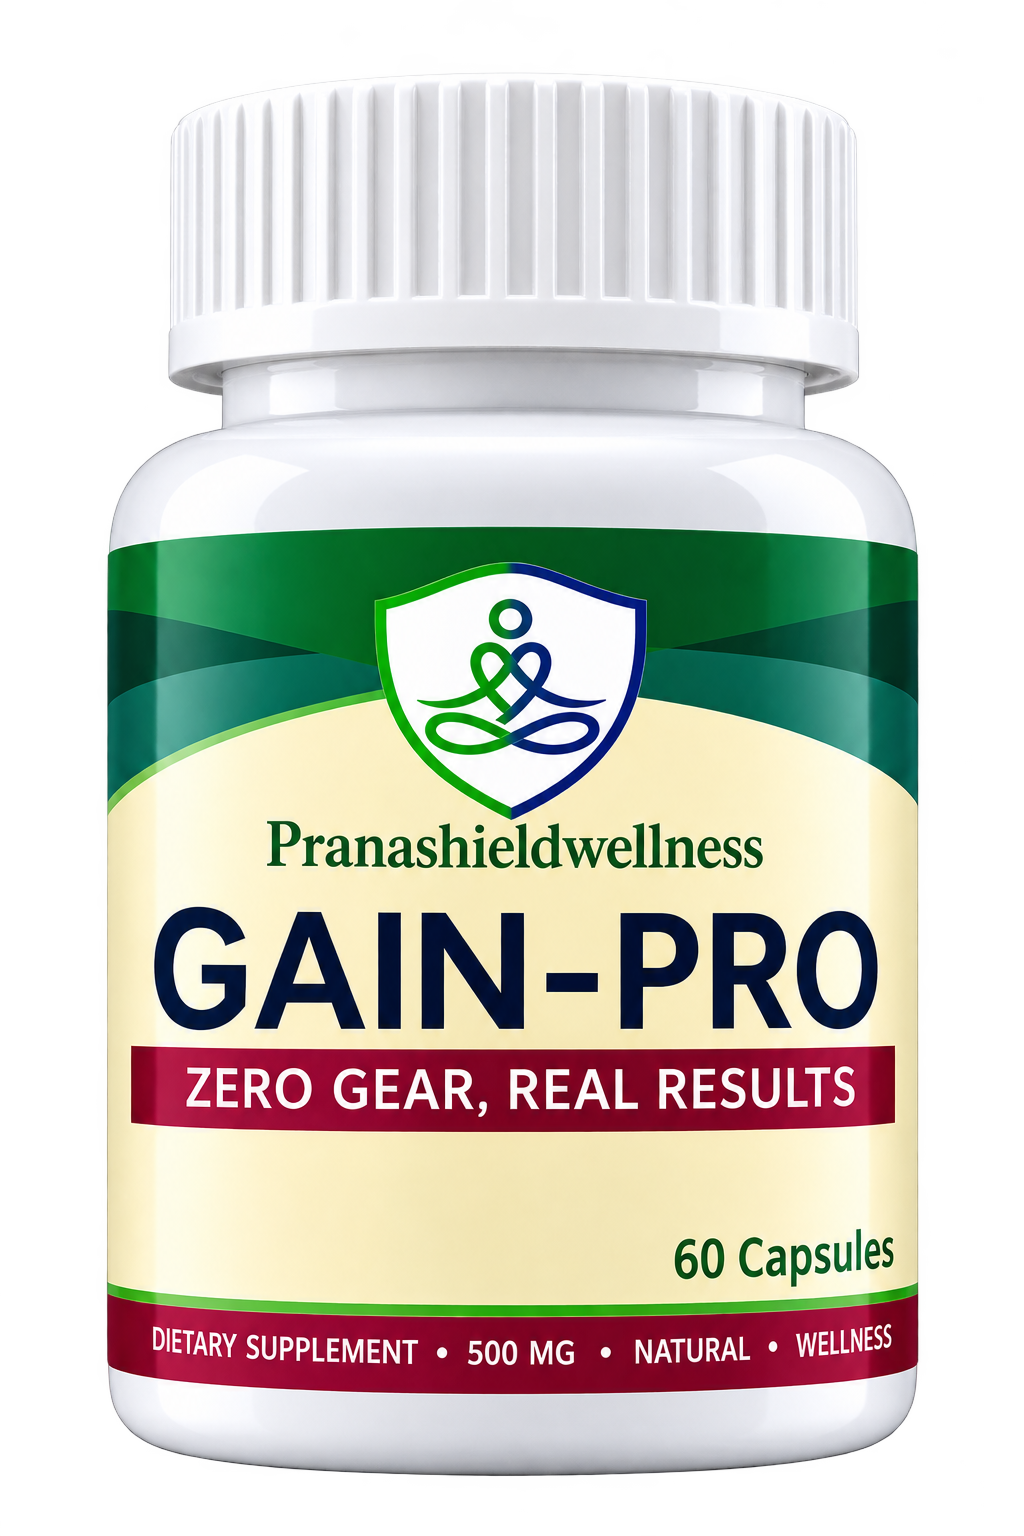 Pranashieldwellness
GAIN-PRO
ZERO GEAR, REAL RESULTS
60 Capsules
DIETARY SUPPLEMENT • 500 MG • NATURAL • WELLNESS